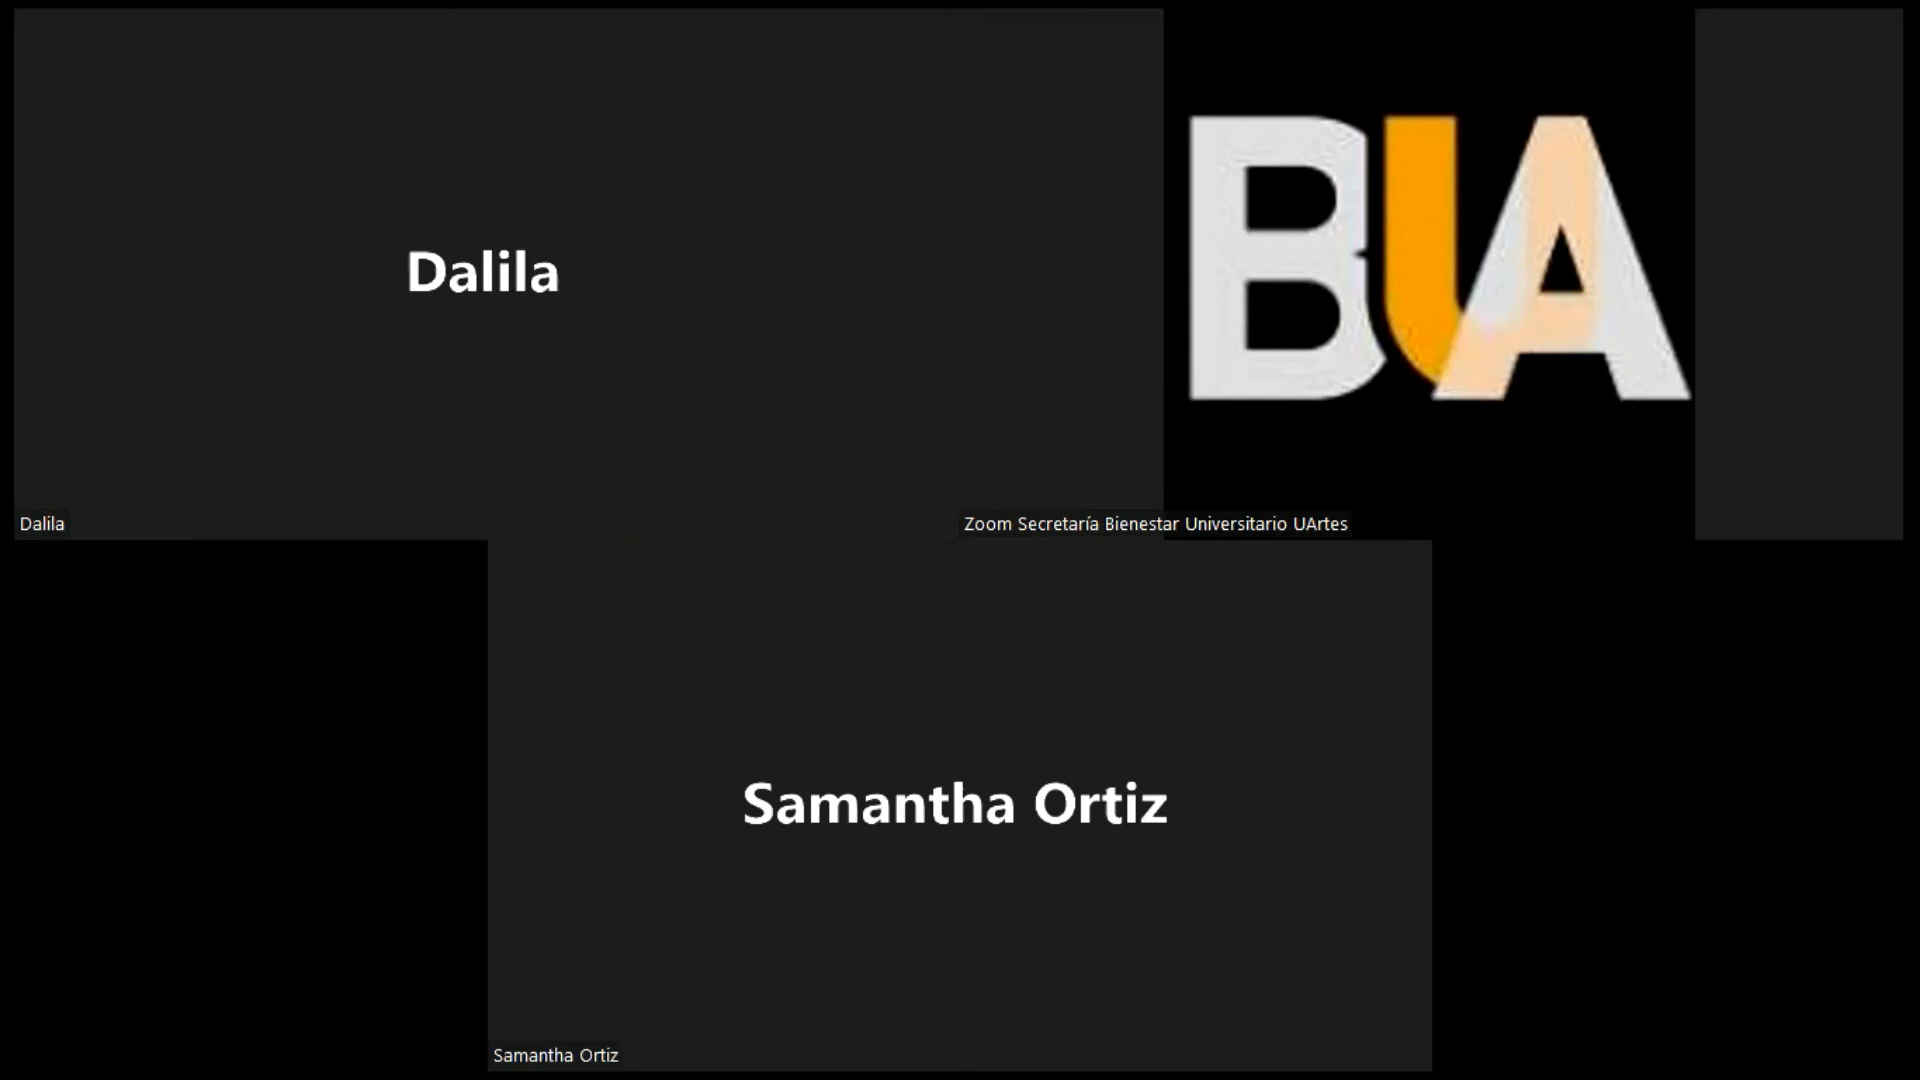 Dalila
BUA
Dalila
Zoom Secretaría Bienestar Universitario UArtes
Samantha Ortiz
Samantha Ortiz